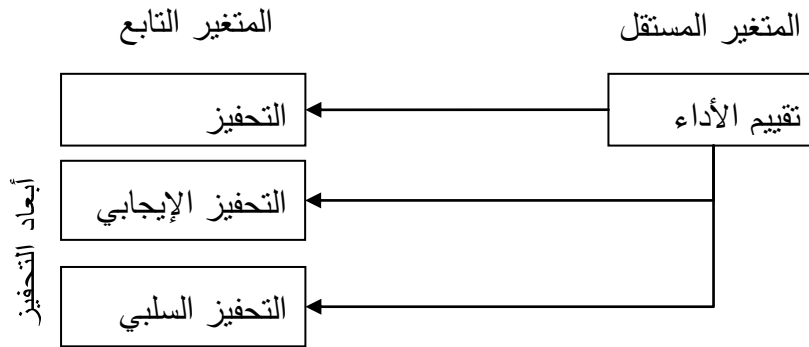 المتغير المستقل
المتغير التابع
تقييم الأداء
التحفيز
التحفيز الإيجابي
التحفيز السلبي
أبعاد التحفيز